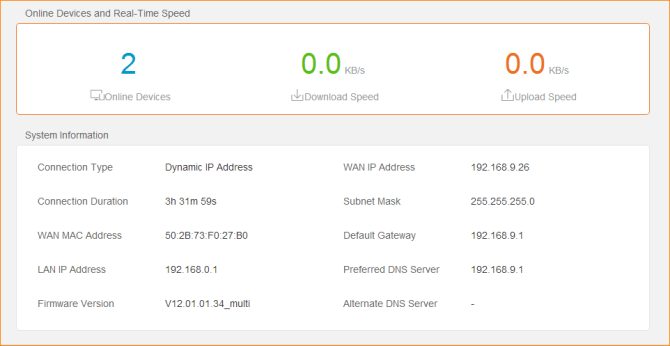 Online Devices and Real-Time Speed
2 0.0 KB/s 0.0 KB/s
Online Devices Download Speed Upload Speed
System Information
Connection Type Dynamic IP Address WAN IP Address 192.168.9.26
Connection Duration 3h 31m 59s Subnet Mask 255.255.255.0
WAN MAC Address 50:2B:73:F0:27:B0 Default Gateway 192.168.9.1
LAN IP Address 192.168.0.1 Preferred DNS Server 192.168.9.1
Firmware Version V12.01.01.34_multi Alternate DNS Server -